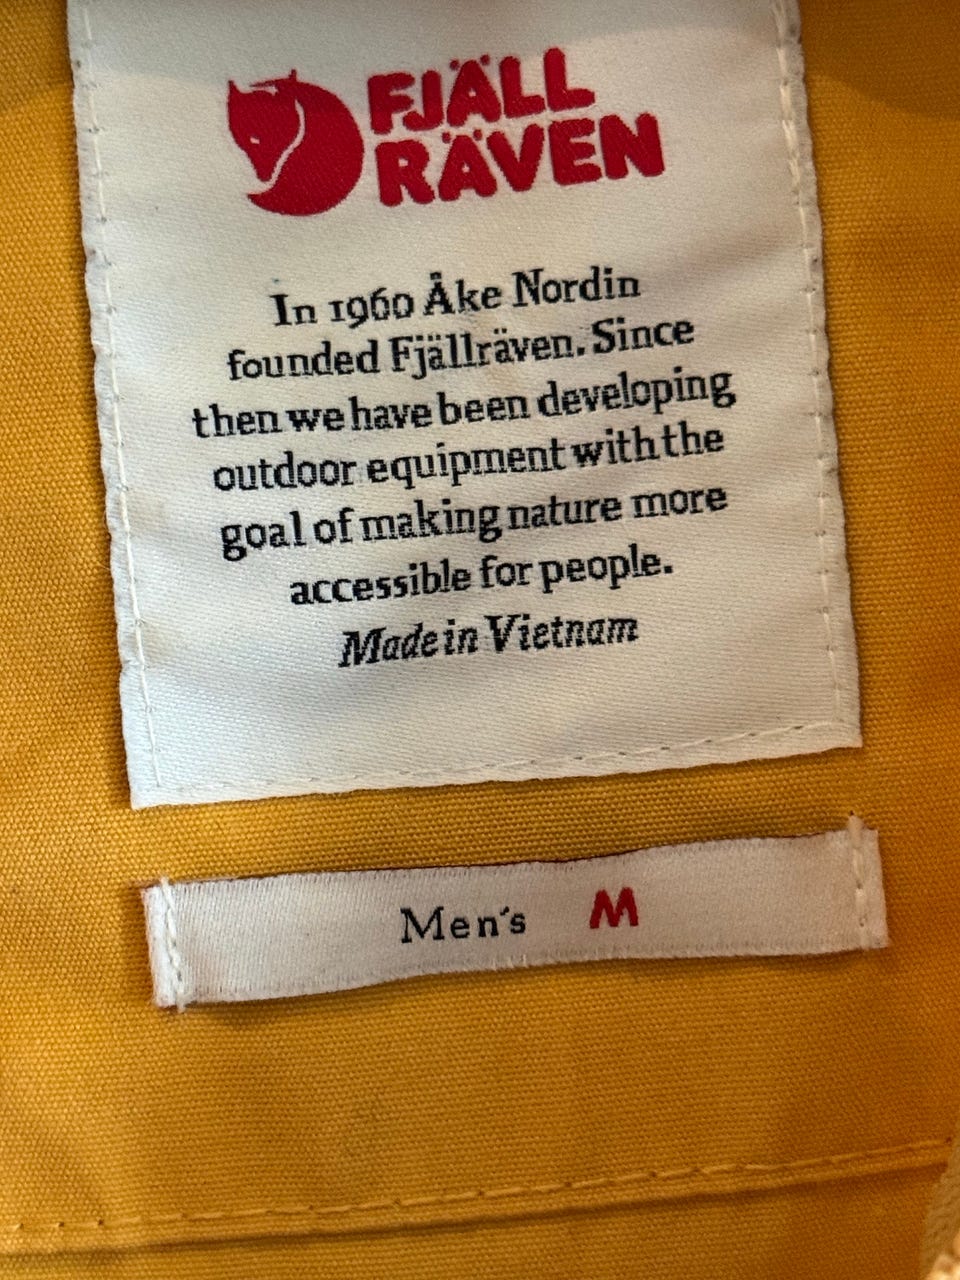 FJÄLL
RÄVEN
In 1960 Åke Nordin
founded Fjällräven. Since
then we have been developing
outdoor equipment with the
goal of making nature more
accessible for people.
Made in Vietnam
Men's M